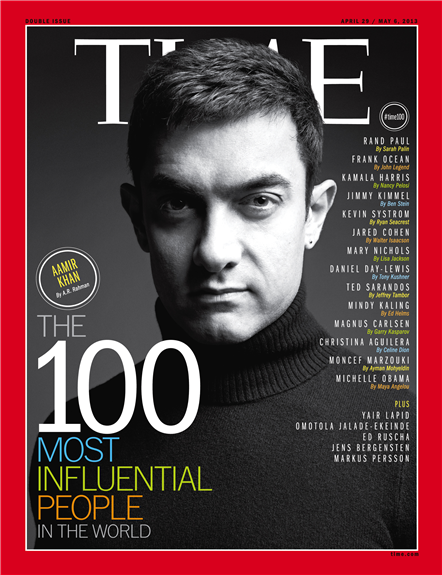 DOUBLE ISSUE
APRIL 29 / MAY 6, 2013
TIME
#time100
RAND PAUL
By Sarah Palin
FRANK OCEAN
By John Legend
KAMALA HARRIS
By Nancy Pelosi
JIMMY KIMMEL
By Ben Stein
KEVIN SYSTROM
By Ryan Seacrest
JARED COHEN
By Walter Isaacson
MARY NICHOLS
By Lisa Jackson
DANIEL DAY-LEWIS
By Tony Kushner
TED SARANDOS
By Jeffrey Tambor
MINDY KALING
By Ed Helms
MAGNUS CARLSEN
By Garry Kasparov
CHRISTINA AGUILERA
By Celine Dion
MONCEF MARZOUKI
By Ayman Mohyeldin
MICHELLE OBAMA
By Maya Angelou
PLUS
YAIR LAPID
OMOTOLA JALADE-EKEINDE
ED RUSCHA
JENS BERGENSTEN
MARKUS PERSSON
AAMIR
KHAN
By A.R. Rahman
THE
100
MOST
INFLUENTIAL
PEOPLE
IN THE WORLD
time.com